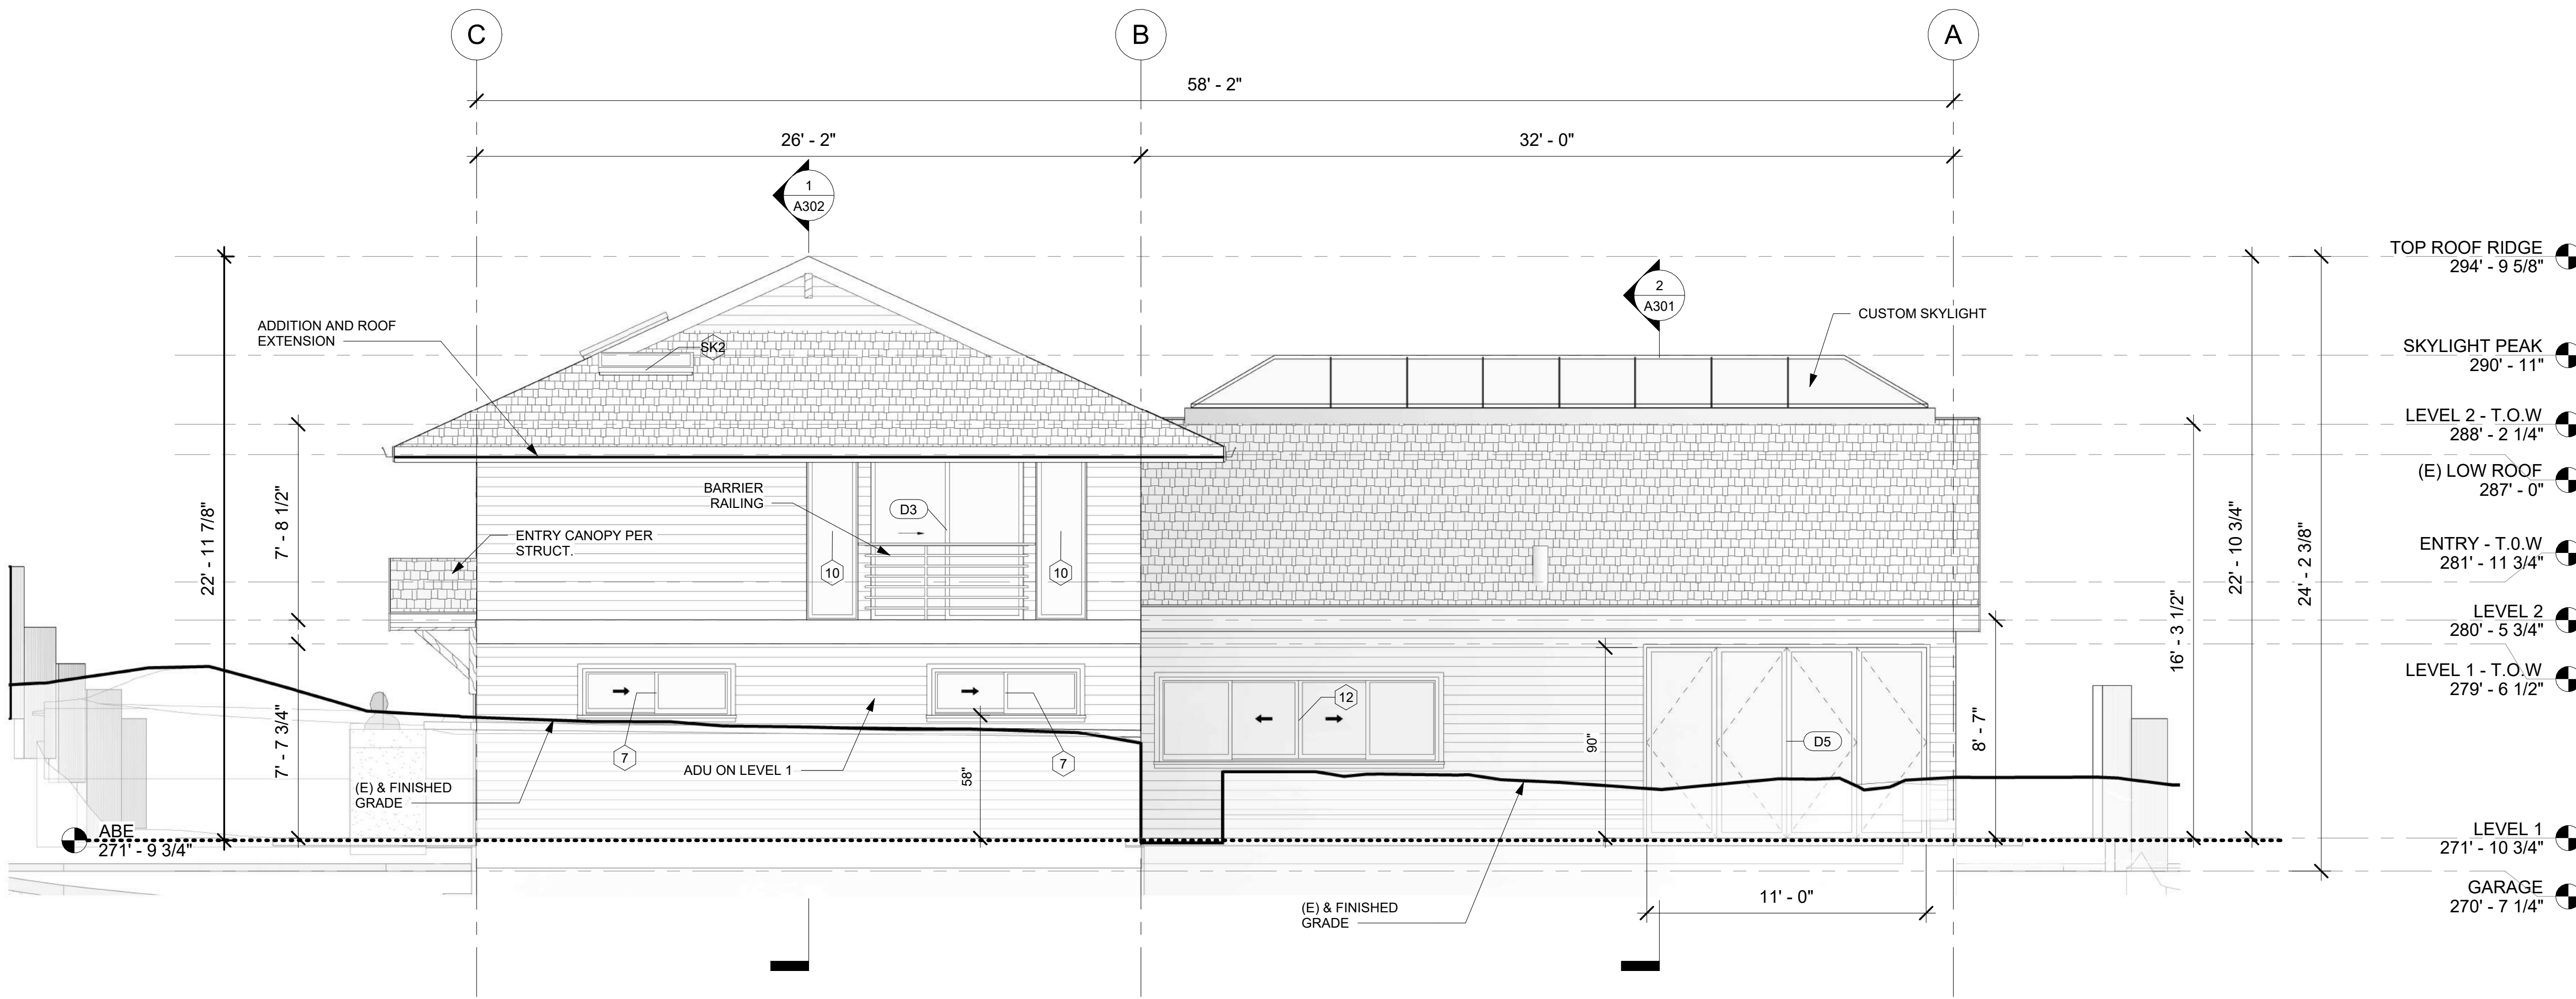 C
B
A
58' - 2"
26' - 2"
32' - 0"
1
A302
2
A301
TOP ROOF RIDGE
294' - 9 5/8"
CUSTOM SKYLIGHT
ADDITION AND ROOF
EXTENSION
SK2
SKYLIGHT PEAK
290' - 11"
LEVEL 2 - T.O.W
288' - 2 1/4"
(E) LOW ROOF
287' - 0"
BARRIER
RAILING
D3
ENTRY CANOPY PER
STRUCT.
10
10
22' - 11 7/8"
7' - 8 1/2"
7' - 7 3/4"
22' - 10 3/4"
24' - 2 3/8"
16' - 3 1/2"
8' - 7"
ENTRY - T.0.W
281' - 11 3/4"
LEVEL 2
280' - 5 3/4"
LEVEL 1 - T.O.W
279' - 6 1/2"
12
90"
D5
7
7
ADU ON LEVEL 1
58"
(E) & FINISHED
GRADE
ABE
271' - 9 3/4"
LEVEL 1
271' - 10 3/4"
11' - 0"
(E) & FINISHED
GRADE
GARAGE
270' - 7 1/4"